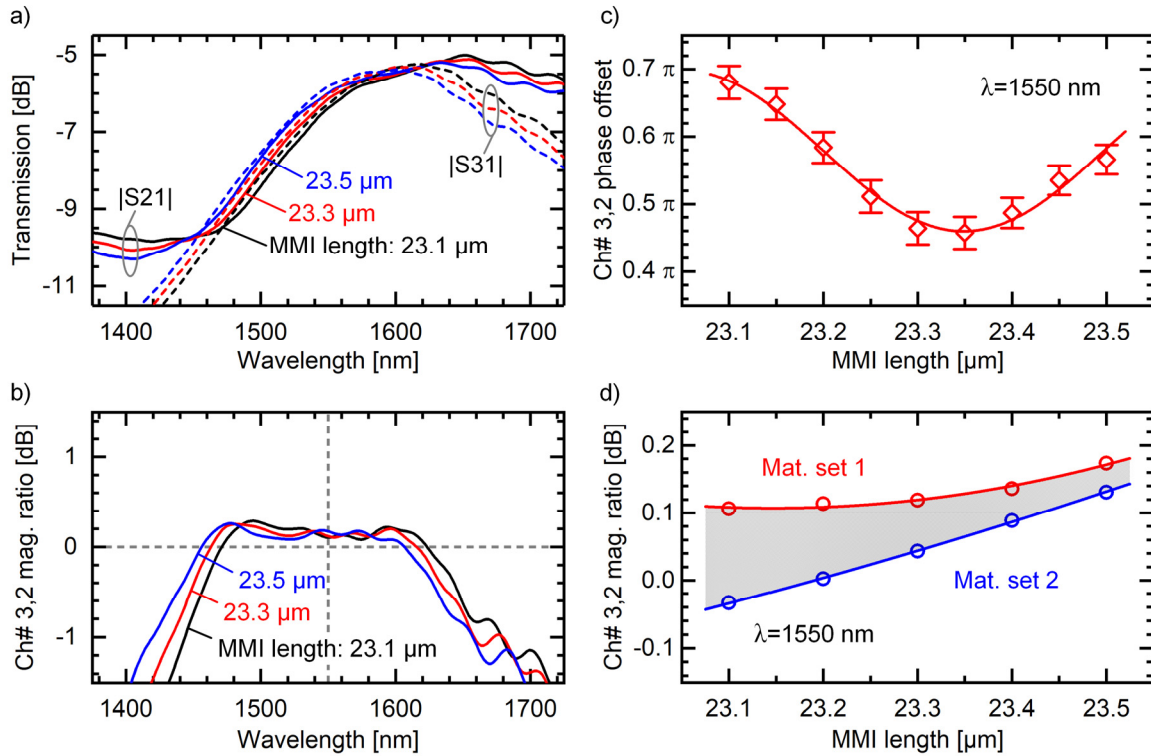 a)
Transmission [dB]
-5
-7
-9
-11
|S21|
|S31|
23.5 µm
23.3 µm
MMI length: 23.1 µm
1400 1500 1600 1700
Wavelength [nm]
b)
Ch# 3,2 mag. ratio [dB]
1
0
-1
23.5 µm
23.3 µm
MMI length: 23.1 µm
1400 1500 1600 1700
Wavelength [nm]
c)
Ch# 3,2 phase offset
0.7 π
0.6 π
0.5 π
0.4 π
λ=1550 nm
23.1 23.2 23.3 23.4 23.5
MMI length [µm]
d)
Ch# 3,2 mag. ratio [dB]
0.2
0.1
0.0
-0.1
Mat. set 1
Mat. set 2
λ=1550 nm
23.1 23.2 23.3 23.4 23.5
MMI length [µm]